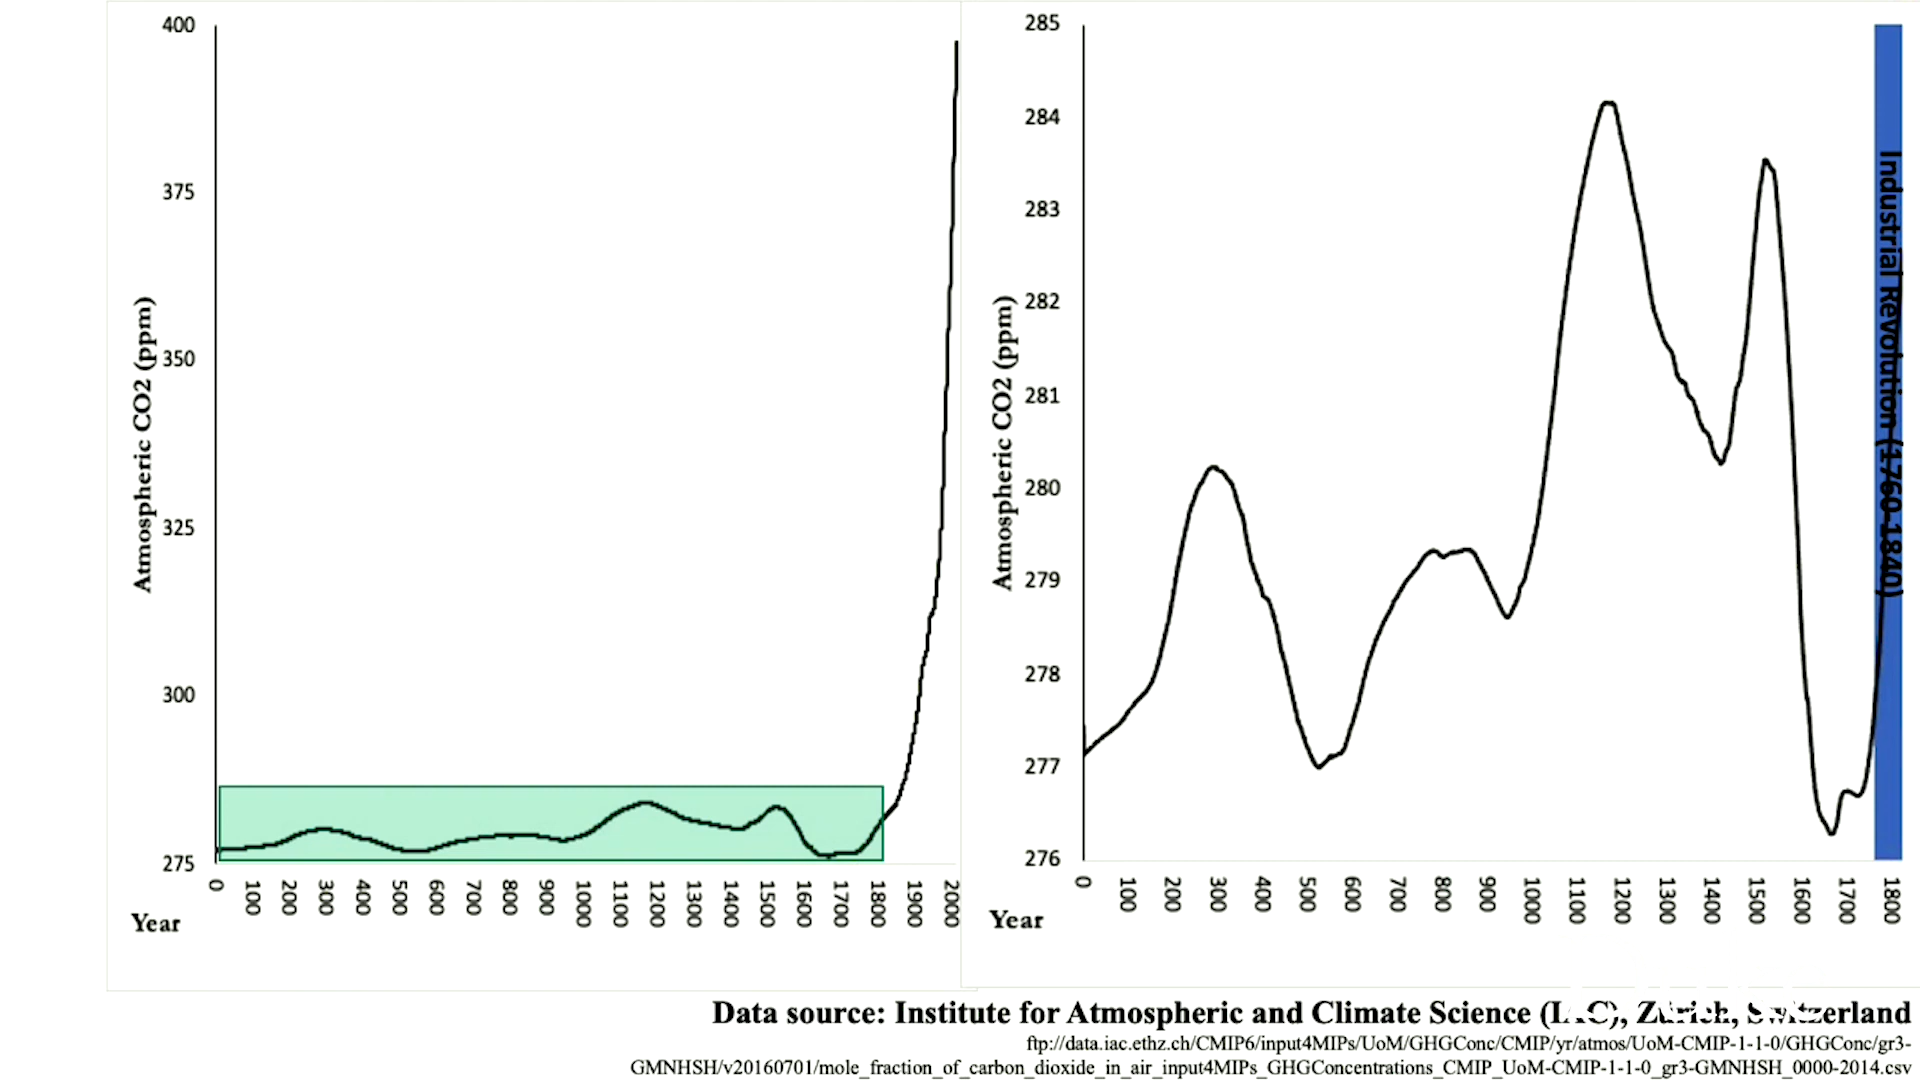 400
375
350
325
300
275
Atmospheric CO2 (ppm)
0 100 200 300 400 500 600 700 800 900 1000 1100 1200 1300 1400 1500 1600 1700 1800 1900 2000
Year
285
284
283
282
281
280
279
278
277
276
Atmospheric CO2 (ppm)
Industrial Revolution (1760-1840)
0 100 200 300 400 500 600 700 800 900 1000 1100 1200 1300 1400 1500 1600 1700 1800
Year
Data source: Institute for Atmospheric and Climate Science (IAC), Zurich, Switzerland
ftp://data.iac.ethz.ch/CMIP6/input4MIPs/UoM/GHGConc/CMIP/yr/atmos/UoM-CMIP-1-1-0/GHGConc/gr3-
GMNHSH/v20160701/mole_fraction_of_carbon_dioxide_in_air_input4MIPs_GHGConcentrations_CMIP_UoM-CMIP-1-1-0_gr3-GMNHSH_0000-2014.csv